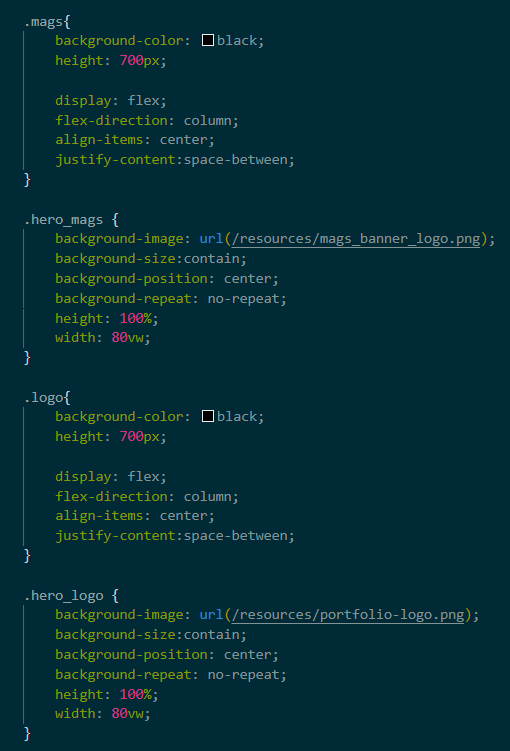 .mags{
    background-color: black;
    height: 700px;

    display: flex;
    flex-direction: column;
    align-items: center;
    justify-content:space-between;
}

.hero_mags {
    background-image: url(/resources/mags_banner_logo.png);
    background-size:contain;
    background-position: center;
    background-repeat: no-repeat;
    height: 100%;
    width: 80vw;
}

.logo{
    background-color: black;
    height: 700px;

    display: flex;
    flex-direction: column;
    align-items: center;
    justify-content:space-between;
}

.hero_logo {
    background-image: url(/resources/portfolio-logo.png);
    background-size:contain;
    background-position: center;
    background-repeat: no-repeat;
    height: 100%;
    width: 80vw;
}